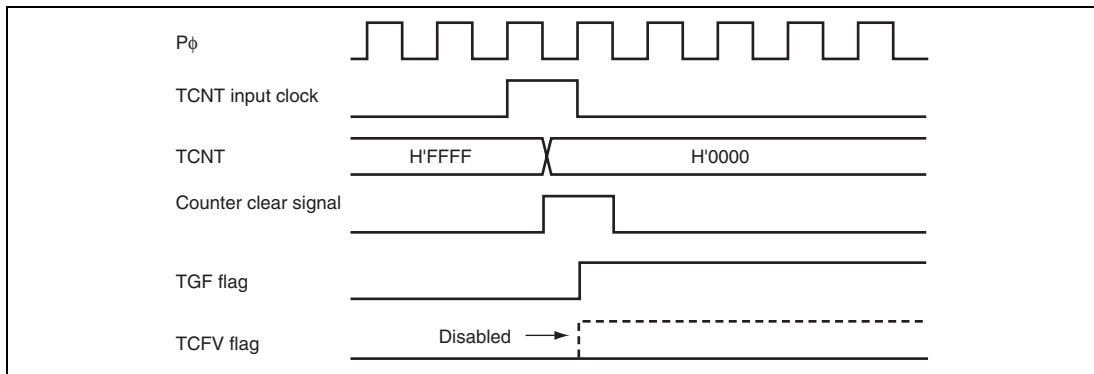 Pϕ
TCNT input clock
TCNT
H'FFFF
H'0000
Counter clear signal
TGF flag
Disabled
TCFV flag